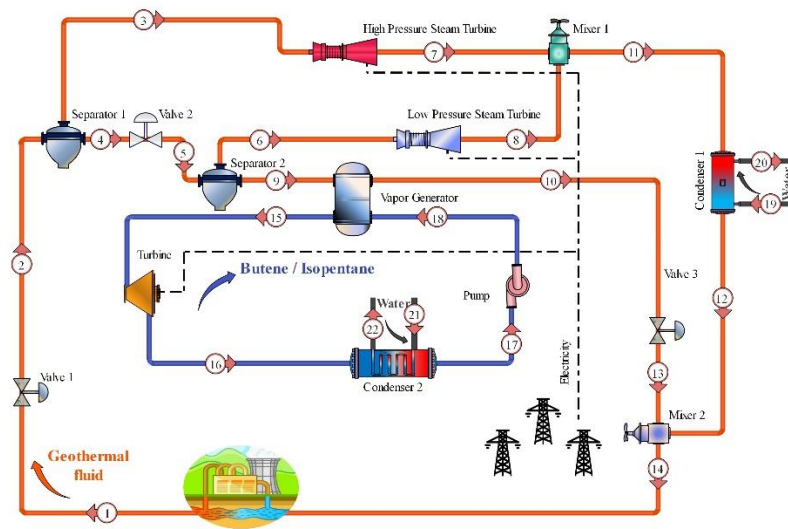 3
High Pressure Steam Turbine
7
Mixer 1
11
Separator 1
Valve 2
4
5
6
Low Pressure Steam Turbine
8
Separator 2
9
10
Condenser 1
20
Water
19
Vapor Generator
15
18
2
Turbine
Butene / Isopentane
Pump
Valve 3
12
Water
21
22
17
16
Condenser 2
Electricity
13
Valve 1
Mixer 2
14
Geothermal
fluid
1